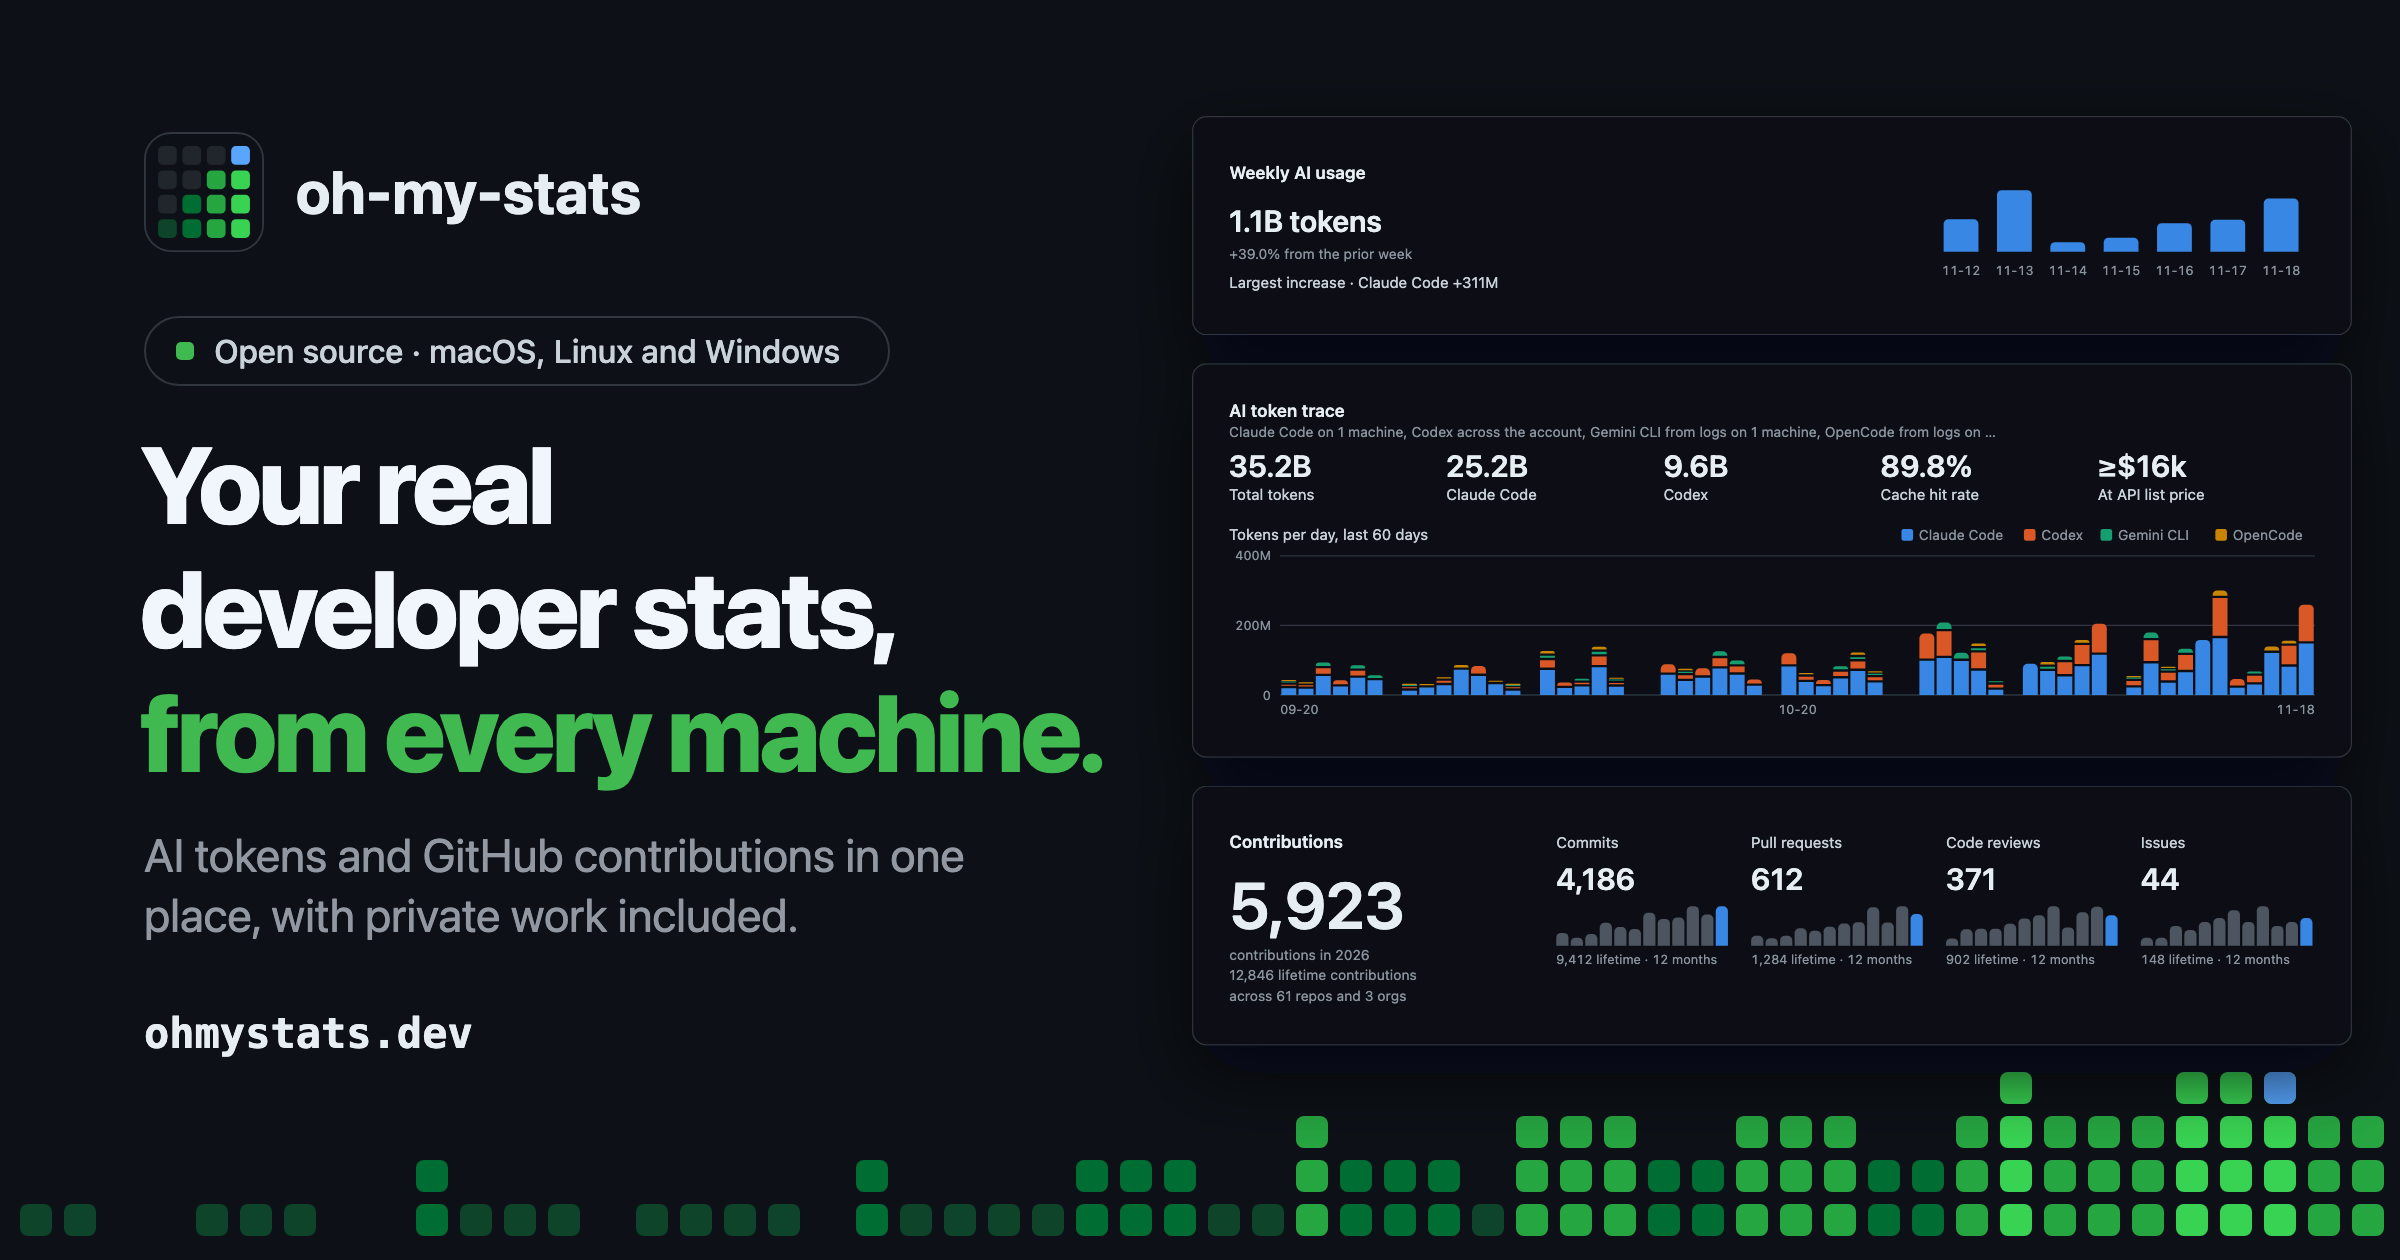 oh-my-stats
Open source · macOS, Linux and Windows
Your real
developer stats,
from every machine.
AI tokens and GitHub contributions in one
place, with private work included.
ohmystats.dev
Weekly AI usage
1.1B tokens
+39.0% from the prior week
Largest increase · Claude Code +311M
11-12 11-13 11-14 11-15 11-16 11-17 11-18
AI token trace
Claude Code on 1 machine, Codex across the account, Gemini CLI from logs on 1 machine, OpenCode from logs on ...
35.2B 25.2B 9.6B 89.8% ≥$16k
Total tokens Claude Code Codex Cache hit rate At API list price
Tokens per day, last 60 days Claude Code Codex Gemini CLI OpenCode
400M
200M
0
09-20 10-20 11-18
Contributions
5,923
contributions in 2026
12,846 lifetime contributions
across 61 repos and 3 orgs
Commits Pull requests Code reviews Issues
4,186 612 371 44
9,412 lifetime · 12 months 1,284 lifetime · 12 months 902 lifetime · 12 months 148 lifetime · 12 months